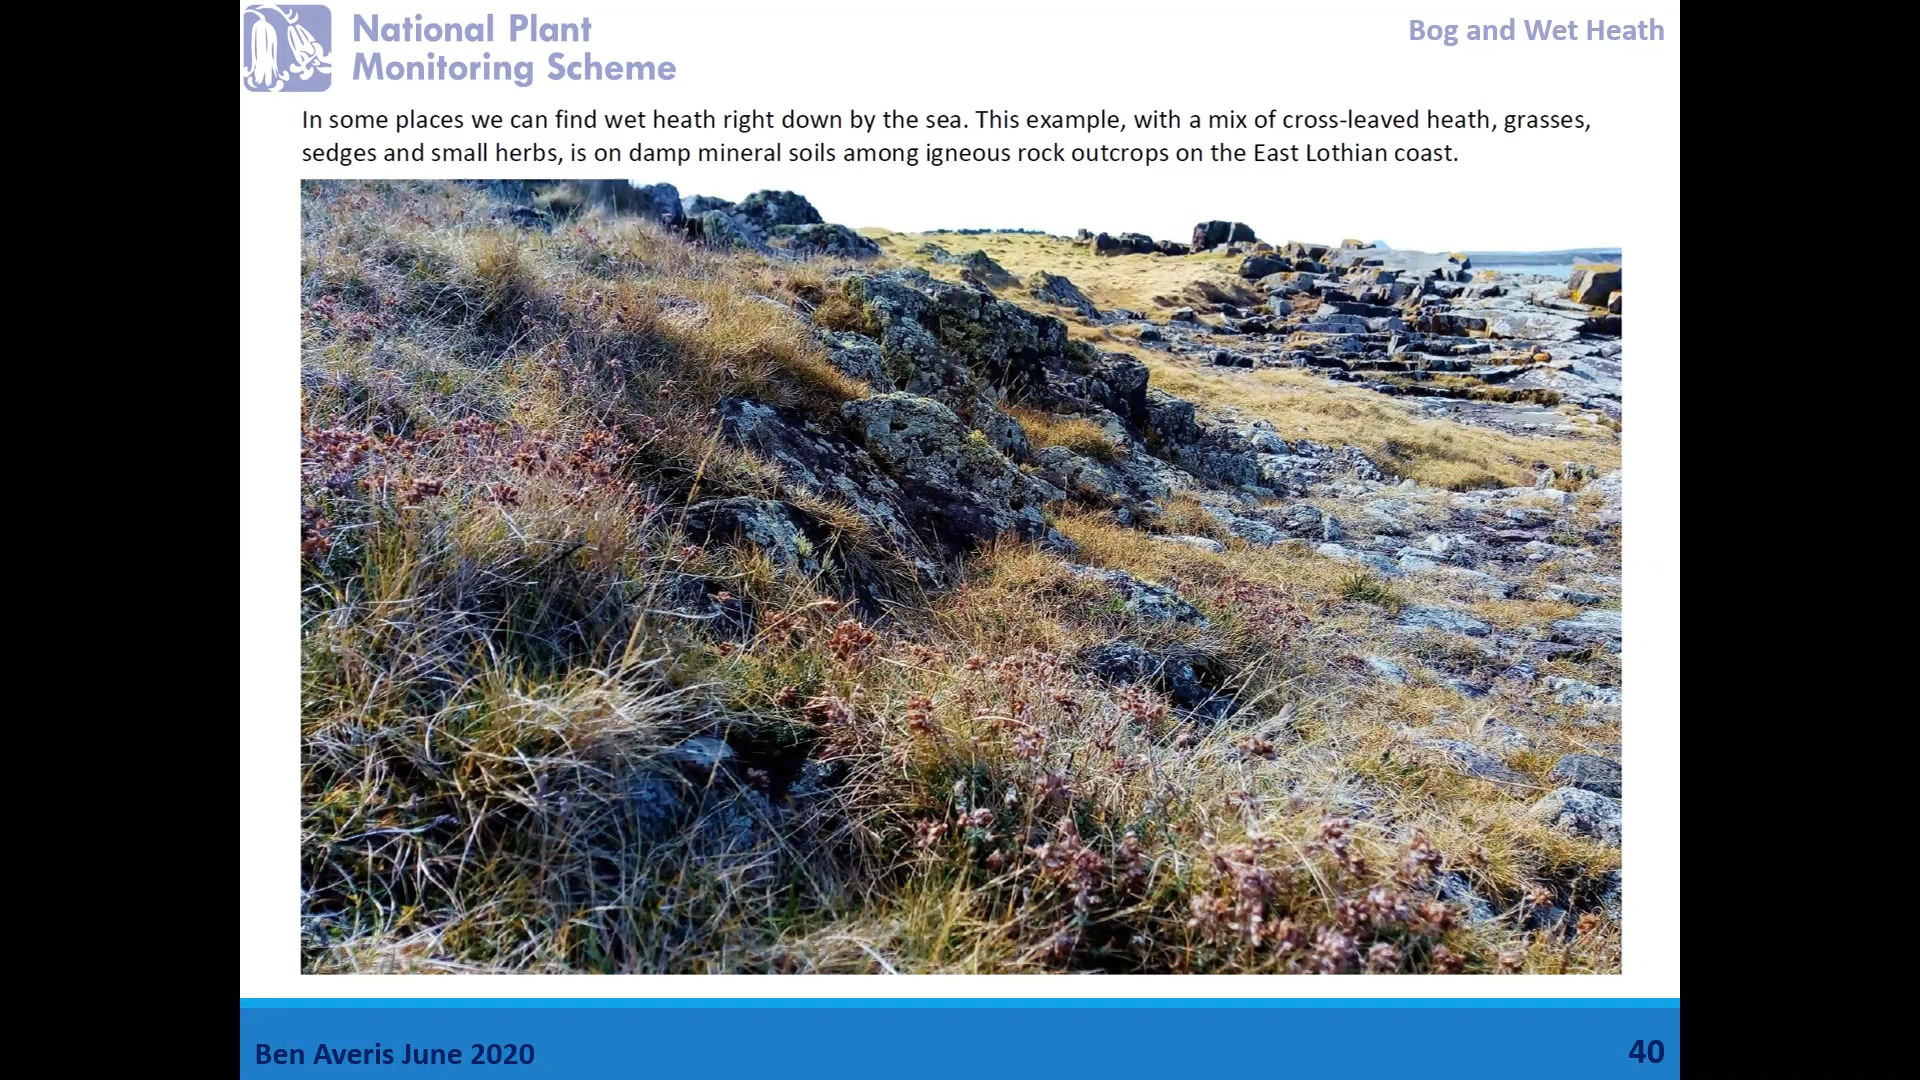 National Plant
Monitoring Scheme
Bog and Wet Heath
In some places we can find wet heath right down by the sea. This example, with a mix of cross-leaved heath, grasses,
sedges and small herbs, is on damp mineral soils among igneous rock outcrops on the East Lothian coast.
Ben Averis June 2020
40